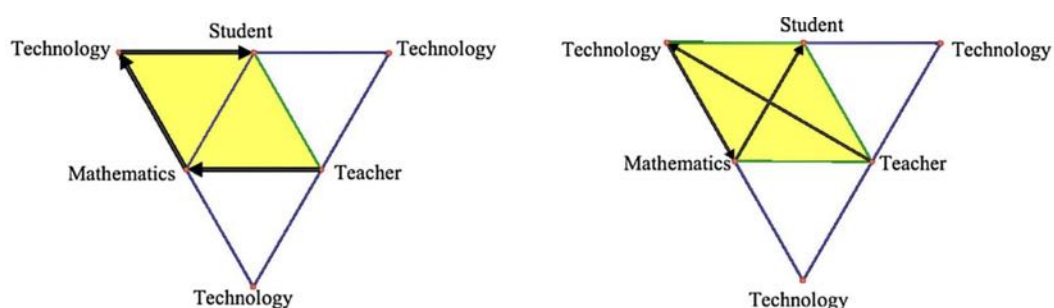 Student
Technology
Technology
Mathematics
Teacher
Technology
Student
Technology
Technology
Mathematics
Teacher
Technology